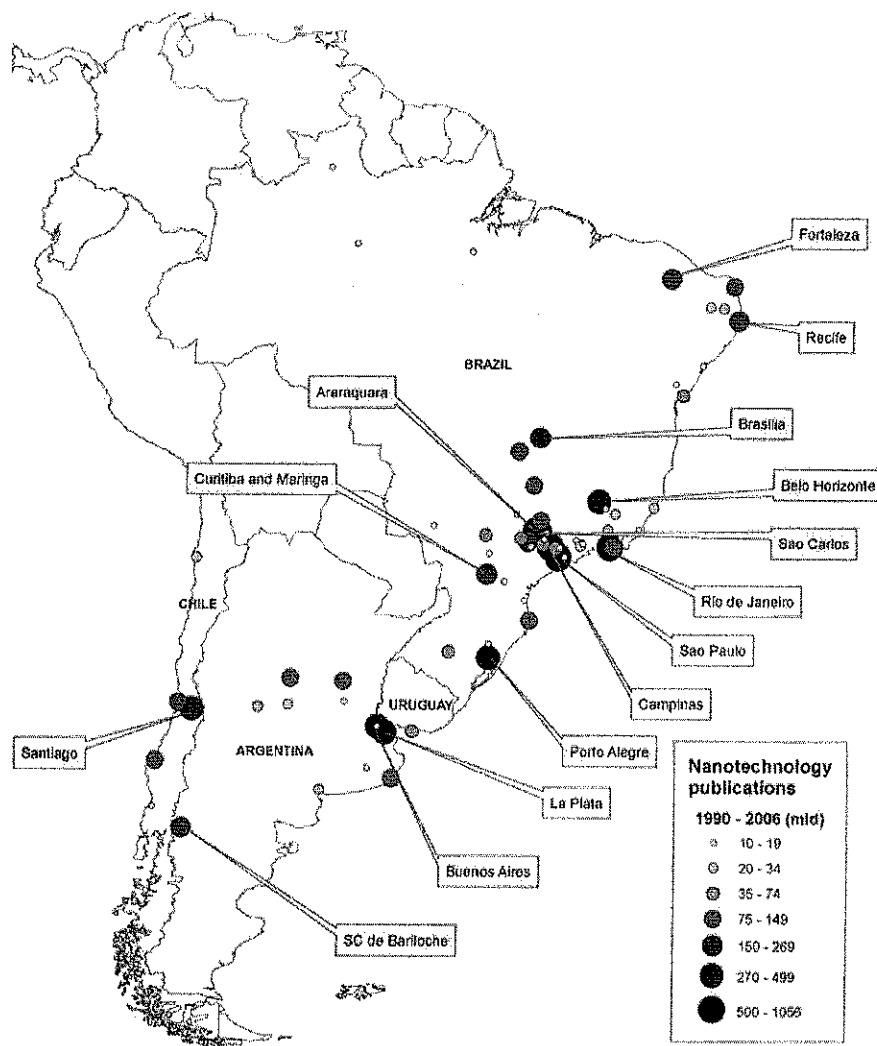 Fortaleza
Recife
BRAZIL
Araraquara
Brasilia
Curitiba and Maringa
Belo Horizonte
Sao Carlos
CHILE
Rio de Janeiro
Sao Paulo
URUGUAY
Campinas
Santiago
ARGENTINA
Porto Alegre
La Plata
Buenos Aires
SC de Bariloche
Nanotechnology
publications
1990 - 2006 (mid)
10 - 19
20 - 34
35 - 74
75 - 149
150 - 269
270 - 499
500 - 1056